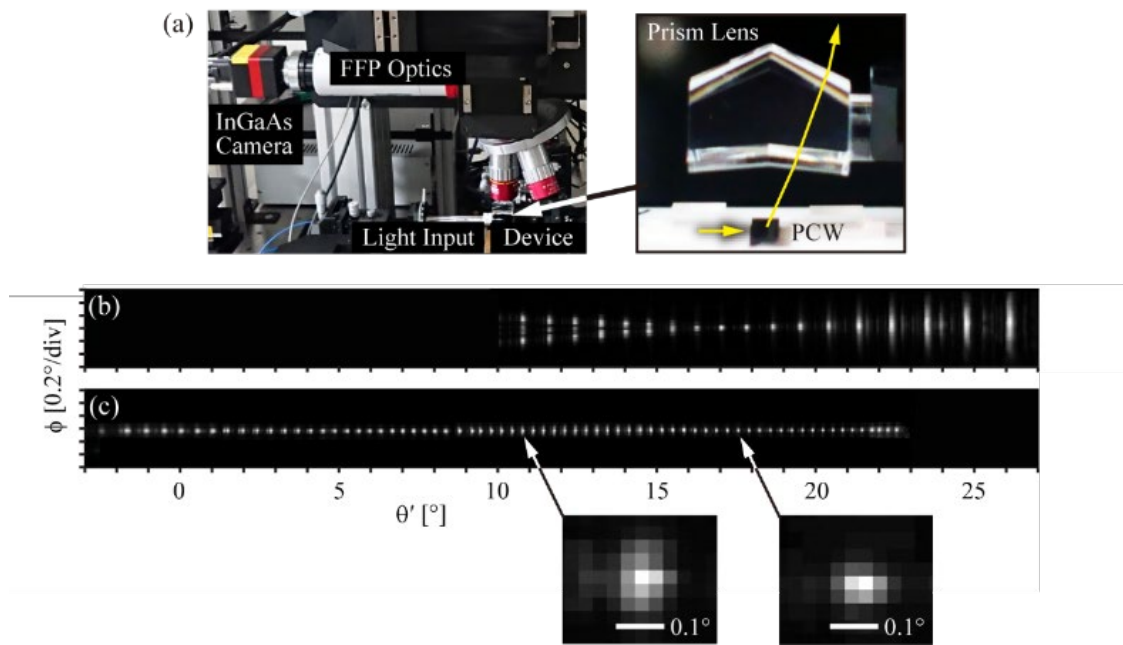 (a)
FFP Optics
InGaAs
Camera
Light Input
Device
Prism Lens
PCW
(b)
(c)
ϕ [0.2°/div]
0 5 10 15 20 25
θ′ [°]
0.1°
0.1°